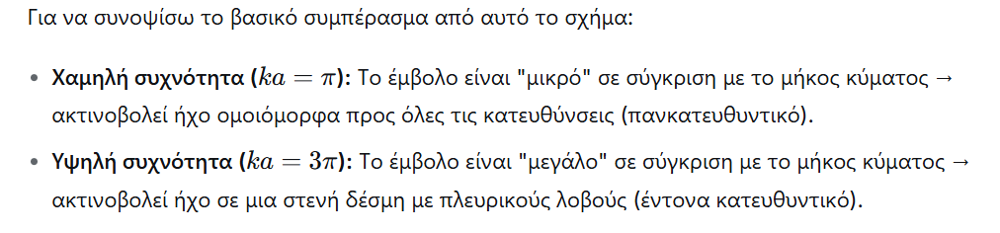 Για να συνοψίσω το βασικό συμπέρασμα από αυτό το σχήμα:
• Χαμηλή συχνότητα (ka = π): Το έμβολο είναι "μικρό" σε σύγκριση με το μήκος κύματος →
ακτινοβολεί ήχο ομοιόμορφα προς όλες τις κατευθύνσεις (πανκατευθυντικό).
• Υψηλή συχνότητα (ka = 3π): Το έμβολο είναι "μεγάλο" σε σύγκριση με το μήκος κύματος →
ακτινοβολεί ήχο σε μια στενή δέσμη με πλευρικούς λοβούς (έντονα κατευθυντικό).